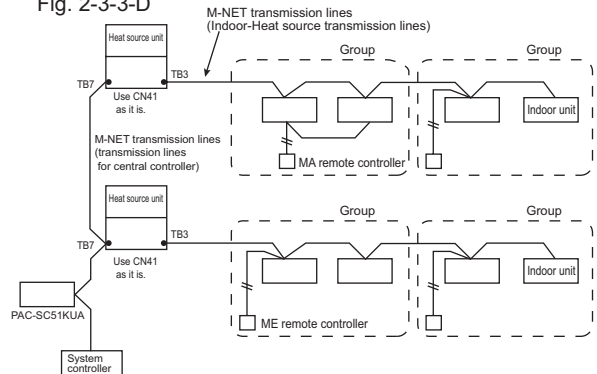 Fig. 2-3-3-D
M-NET transmission lines
(Indoor-Heat source transmission lines)
Heat source unit
TB7
TB3
Use CN41
as it is.
Group
Group
Indoor unit
MA remote controller
M-NET transmission lines
(transmission lines
for central controller)
Heat source unit
TB7
TB3
Use CN41
as it is.
Group
Group
Indoor unit
ME remote controller
PAC-SC51KUA
System
controller